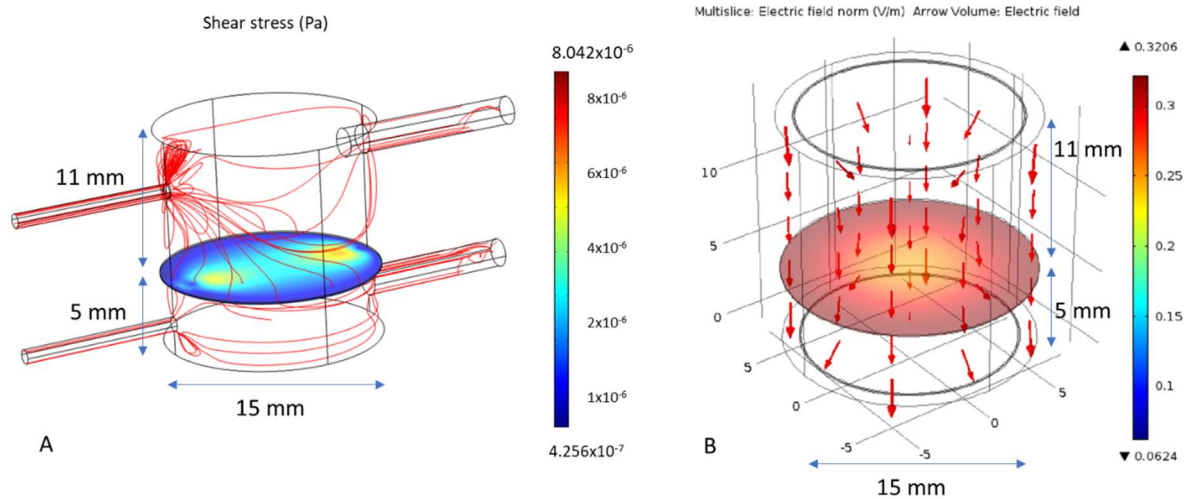 Shear stress (Pa)
8.042x10⁻⁶
8x10⁻⁶
6x10⁻⁶
4x10⁻⁶
2x10⁻⁶
1x10⁻⁶
4.256x10⁻⁷
11 mm
5 mm
15 mm
A
Multislice: Electric field norm (V/m) Arrow Volume: Electric field
▲ 0.3206
0.3
0.25
0.2
0.15
0.1
▼ 0.0624
11 mm
5 mm
10
5
0
5
0
-5
5
0
-5
15 mm
B